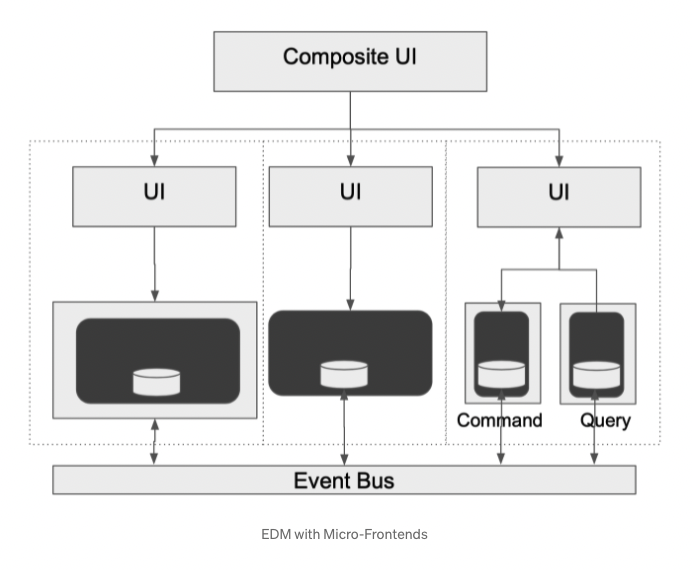 Composite UI
UI
UI
UI
Command
Query
Event Bus
EDM with Micro-Frontends